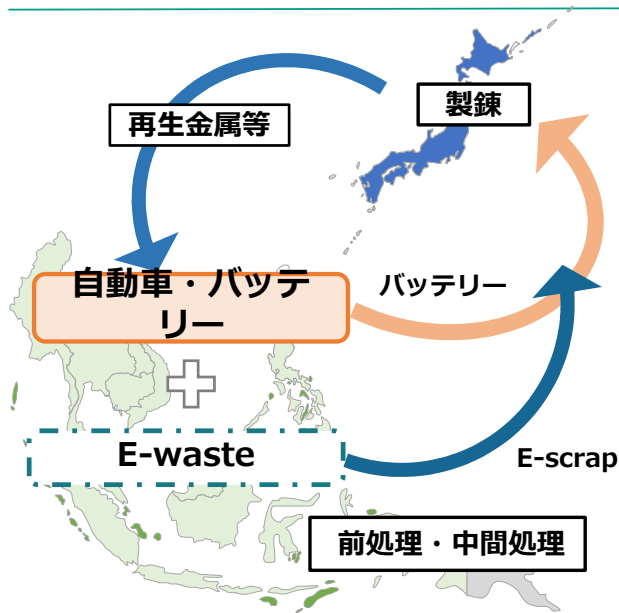 製錬
再生金属等
自動車・バッテ
リー
バッテリー
E-waste
E-scrap
前処理・中間処理